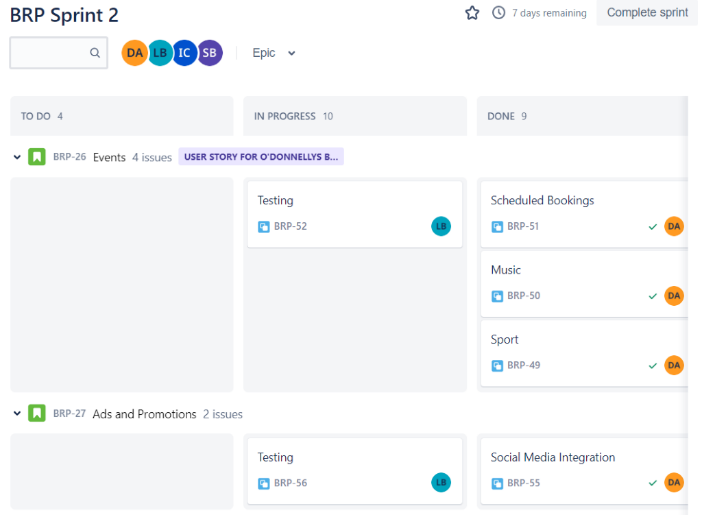 BRP Sprint 2
7 days remaining
Complete sprint
DA LB IC SB
Epic
TO DO 4
IN PROGRESS 10
DONE 9
BRP-26 Events 4 issues USER STORY FOR O'DONNELLYS B...
Testing
BRP-52 LB
Scheduled Bookings
BRP-51 DA
Music
BRP-50 DA
Sport
BRP-49 DA
BRP-27 Ads and Promotions 2 issues
Testing
BRP-56 LB
Social Media Integration
BRP-55 DA